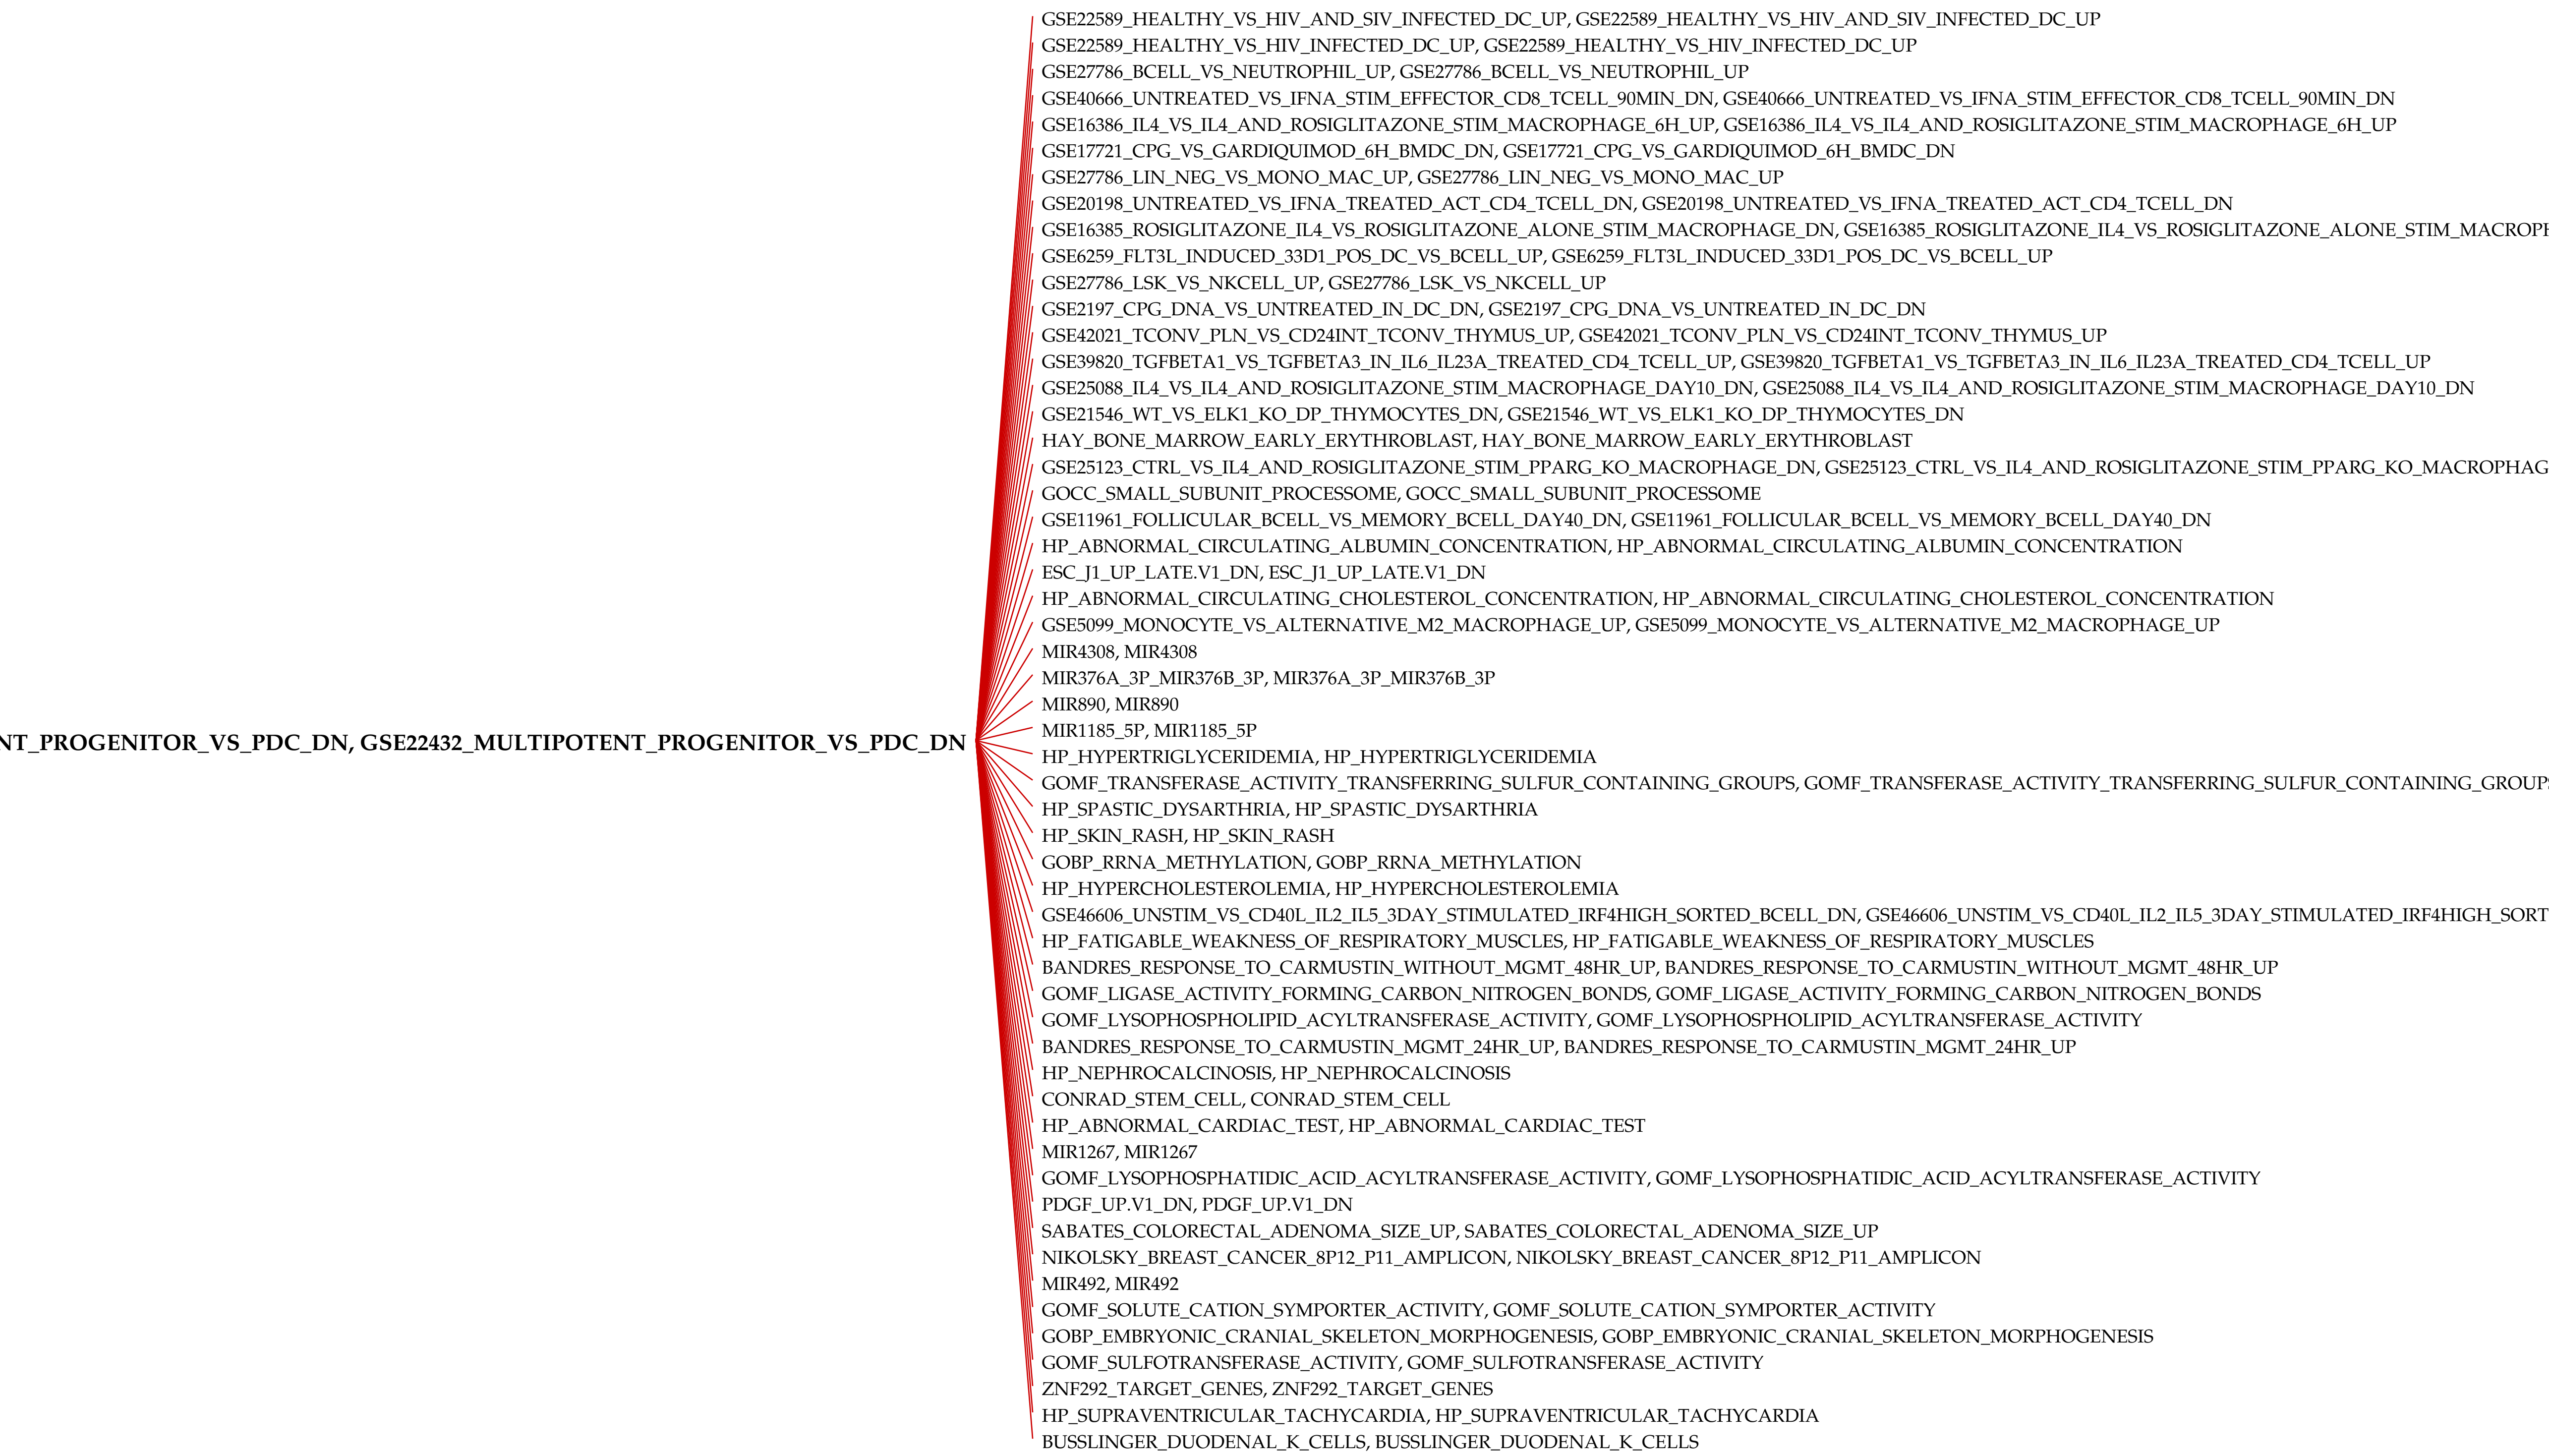 GSE22589_HEALTHY_VS_HIV_AND_SIV_INFECTED_DC_UP, GSE22589_HEALTHY_VS_HIV_AND_SIV_INFECTED_DC_UP
GSE22589_HEALTHY_VS_HIV_INFECTED_DC_UP, GSE22589_HEALTHY_VS_HIV_INFECTED_DC_UP
GSE27786_BCELL_VS_NEUTROPHIL_UP, GSE27786_BCELL_VS_NEUTROPHIL_UP
GSE40666_UNTREATED_VS_IFNA_STIM_EFFECTOR_CD8_TCELL_90MIN_DN, GSE40666_UNTREATED_VS_IFNA_STIM_EFFECTOR_CD8_TCELL_90MIN_DN
GSE16386_IL4_VS_IL4_AND_ROSIGLITAZONE_STIM_MACROPHAGE_6H_UP, GSE16386_IL4_VS_IL4_AND_ROSIGLITAZONE_STIM_MACROPHAGE_6H_UP
GSE17721_CPG_VS_GARDIQUIMOD_6H_BMDC_DN, GSE17721_CPG_VS_GARDIQUIMOD_6H_BMDC_DN
GSE27786_LIN_NEG_VS_MONO_MAC_UP, GSE27786_LIN_NEG_VS_MONO_MAC_UP
GSE20198_UNTREATED_VS_IFNA_TREATED_ACT_CD4_TCELL_DN, GSE20198_UNTREATED_VS_IFNA_TREATED_ACT_CD4_TCELL_DN
GSE16385_ROSIGLITAZONE_IL4_VS_ROSIGLITAZONE_ALONE_STIM_MACROPHAGE_DN, GSE16385_ROSIGLITAZONE_IL4_VS_ROSIGLITAZONE_ALONE_STIM_MACROPH
GSE6259_FLT3L_INDUCED_33D1_POS_DC_VS_BCELL_UP, GSE6259_FLT3L_INDUCED_33D1_POS_DC_VS_BCELL_UP
GSE27786_LSK_VS_NKCELL_UP, GSE27786_LSK_VS_NKCELL_UP
GSE2197_CPG_DNA_VS_UNTREATED_IN_DC_DN, GSE2197_CPG_DNA_VS_UNTREATED_IN_DC_DN
GSE42021_TCONV_PLN_VS_CD24INT_TCONV_THYMUS_UP, GSE42021_TCONV_PLN_VS_CD24INT_TCONV_THYMUS_UP
GSE39820_TGFBETA1_VS_TGFBETA3_IN_IL6_IL23A_TREATED_CD4_TCELL_UP, GSE39820_TGFBETA1_VS_TGFBETA3_IN_IL6_IL23A_TREATED_CD4_TCELL_UP
GSE25088_IL4_VS_IL4_AND_ROSIGLITAZONE_STIM_MACROPHAGE_DAY10_DN, GSE25088_IL4_VS_IL4_AND_ROSIGLITAZONE_STIM_MACROPHAGE_DAY10_DN
GSE21546_WT_VS_ELK1_KO_DP_THYMOCYTES_DN, GSE21546_WT_VS_ELK1_KO_DP_THYMOCYTES_DN
HAY_BONE_MARROW_EARLY_ERYTHROBLAST, HAY_BONE_MARROW_EARLY_ERYTHROBLAST
GSE25123_CTRL_VS_IL4_AND_ROSIGLITAZONE_STIM_PPARG_KO_MACROPHAGE_DN, GSE25123_CTRL_VS_IL4_AND_ROSIGLITAZONE_STIM_PPARG_KO_MACROPHAG
GOCC_SMALL_SUBUNIT_PROCESSOME, GOCC_SMALL_SUBUNIT_PROCESSOME
GSE11961_FOLLICULAR_BCELL_VS_MEMORY_BCELL_DAY40_DN, GSE11961_FOLLICULAR_BCELL_VS_MEMORY_BCELL_DAY40_DN
HP_ABNORMAL_CIRCULATING_ALBUMIN_CONCENTRATION, HP_ABNORMAL_CIRCULATING_ALBUMIN_CONCENTRATION
ESC_J1_UP_LATE.V1_DN, ESC_J1_UP_LATE.V1_DN
HP_ABNORMAL_CIRCULATING_CHOLESTEROL_CONCENTRATION, HP_ABNORMAL_CIRCULATING_CHOLESTEROL_CONCENTRATION
GSE5099_MONOCYTE_VS_ALTERNATIVE_M2_MACROPHAGE_UP, GSE5099_MONOCYTE_VS_ALTERNATIVE_M2_MACROPHAGE_UP
MIR4308, MIR4308
MIR376A_3P_MIR376B_3P, MIR376A_3P_MIR376B_3P
MIR890, MIR890
MIR1185_5P, MIR1185_5P
NT_PROGENITOR_VS_PDC_DN, GSE22432_MULTIPOTENT_PROGENITOR_VS_PDC_DN
HP_HYPERTRIGLYCERIDEMIA, HP_HYPERTRIGLYCERIDEMIA
GOMF_TRANSFERASE_ACTIVITY_TRANSFERRING_SULFUR_CONTAINING_GROUPS, GOMF_TRANSFERASE_ACTIVITY_TRANSFERRING_SULFUR_CONTAINING_GROUPS
HP_SPASTIC_DYSARTHRIA, HP_SPASTIC_DYSARTHRIA
HP_SKIN_RASH, HP_SKIN_RASH
GOBP_RRNA_METHYLATION, GOBP_RRNA_METHYLATION
HP_HYPERCHOLESTEROLEMIA, HP_HYPERCHOLESTEROLEMIA
GSE46606_UNSTIM_VS_CD40L_IL2_IL5_3DAY_STIMULATED_IRF4HIGH_SORTED_BCELL_DN, GSE46606_UNSTIM_VS_CD40L_IL2_IL5_3DAY_STIMULATED_IRF4HIGH_SORT
HP_FATIGABLE_WEAKNESS_OF_RESPIRATORY_MUSCLES, HP_FATIGABLE_WEAKNESS_OF_RESPIRATORY_MUSCLES
BANDRES_RESPONSE_TO_CARMUSTIN_WITHOUT_MGMT_48HR_UP, BANDRES_RESPONSE_TO_CARMUSTIN_WITHOUT_MGMT_48HR_UP
GOMF_LIGASE_ACTIVITY_FORMING_CARBON_NITROGEN_BONDS, GOMF_LIGASE_ACTIVITY_FORMING_CARBON_NITROGEN_BONDS
GOMF_LYSOPHOSPHOLIPID_ACYLTRANSFERASE_ACTIVITY, GOMF_LYSOPHOSPHOLIPID_ACYLTRANSFERASE_ACTIVITY
BANDRES_RESPONSE_TO_CARMUSTIN_MGMT_24HR_UP, BANDRES_RESPONSE_TO_CARMUSTIN_MGMT_24HR_UP
HP_NEPHROCALCINOSIS, HP_NEPHROCALCINOSIS
CONRAD_STEM_CELL, CONRAD_STEM_CELL
HP_ABNORMAL_CARDIAC_TEST, HP_ABNORMAL_CARDIAC_TEST
MIR1267, MIR1267
GOMF_LYSOPHOSPHATIDIC_ACID_ACYLTRANSFERASE_ACTIVITY, GOMF_LYSOPHOSPHATIDIC_ACID_ACYLTRANSFERASE_ACTIVITY
PDGF_UP.V1_DN, PDGF_UP.V1_DN
SABATES_COLORECTAL_ADENOMA_SIZE_UP, SABATES_COLORECTAL_ADENOMA_SIZE_UP
NIKOLSKY_BREAST_CANCER_8P12_P11_AMPLICON, NIKOLSKY_BREAST_CANCER_8P12_P11_AMPLICON
MIR492, MIR492
GOMF_SOLUTE_CATION_SYMPORTER_ACTIVITY, GOMF_SOLUTE_CATION_SYMPORTER_ACTIVITY
GOBP_EMBRYONIC_CRANIAL_SKELETON_MORPHOGENESIS, GOBP_EMBRYONIC_CRANIAL_SKELETON_MORPHOGENESIS
GOMF_SULFOTRANSFERASE_ACTIVITY, GOMF_SULFOTRANSFERASE_ACTIVITY
ZNF292_TARGET_GENES, ZNF292_TARGET_GENES
HP_SUPRAVENTRICULAR_TACHYCARDIA, HP_SUPRAVENTRICULAR_TACHYCARDIA
BUSSLINGER_DUODENAL_K_CELLS, BUSSLINGER_DUODENAL_K_CELLS